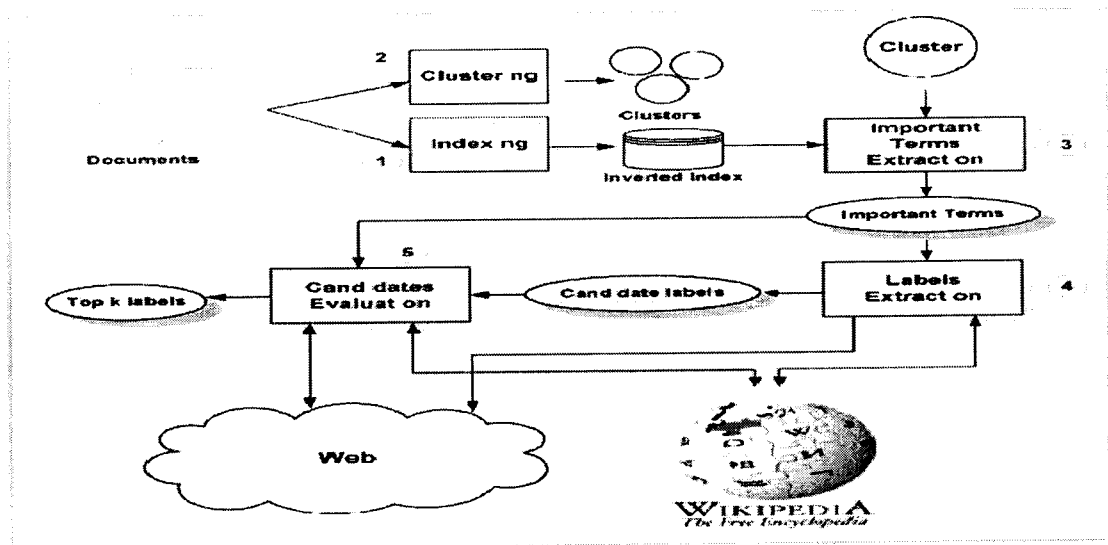 2
Cluster ng
Clusters
Cluster
Documents
1
Index ng
Inverted Index
Important
Terms
Extract on
3
Important Terms
5
Cand dates
Evaluat on
Top k labels
Cand date labels
Labels
Extract on
4
Web
WIKIPEDIA
The Free Encyclopedia